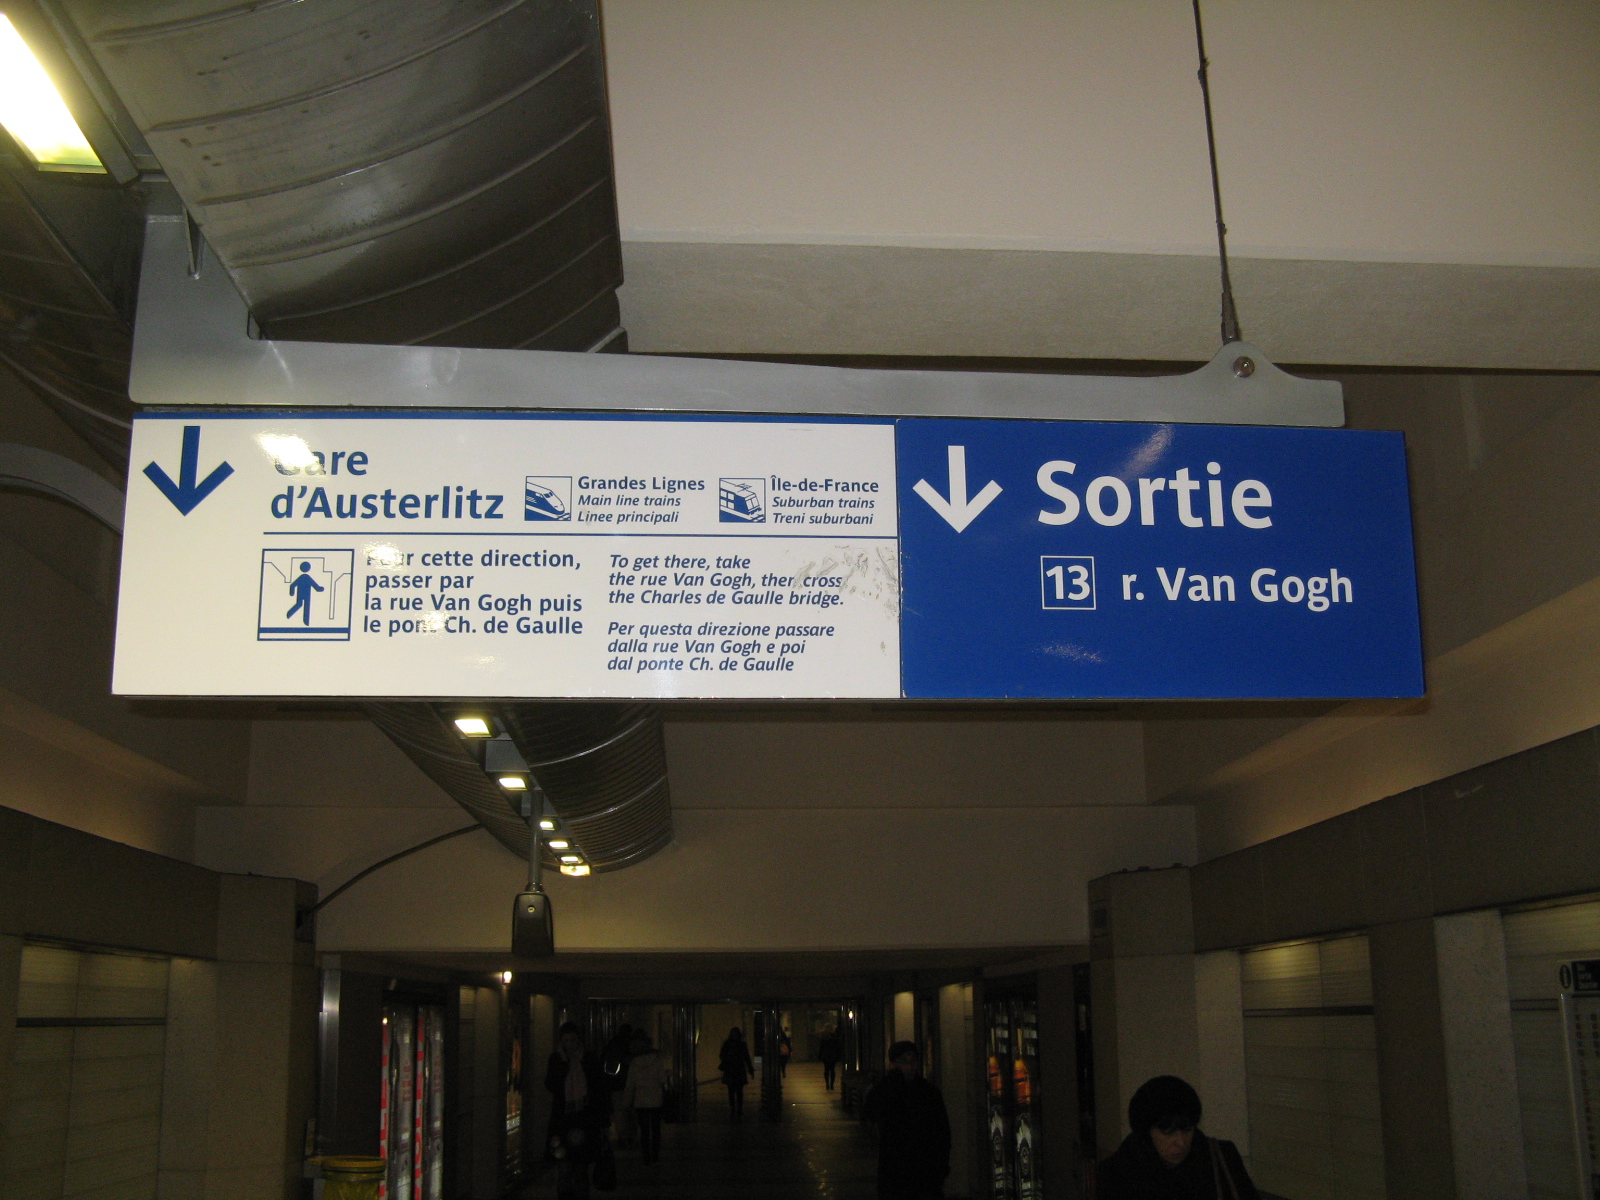 Gare
d'Austerlitz
Grandes Lignes
Main line trains
Linee principali
Île-de-France
Suburban trains
Treni suburbani
Pour cette direction,
passer par
la rue Van Gogh puis
le pont Ch. de Gaulle
To get there, take
the rue Van Gogh, then cross
the Charles de Gaulle bridge.
Per questa direzione passare
dalla rue Van Gogh e poi
dal ponte Ch. de Gaulle
Sortie
13 r. Van Gogh